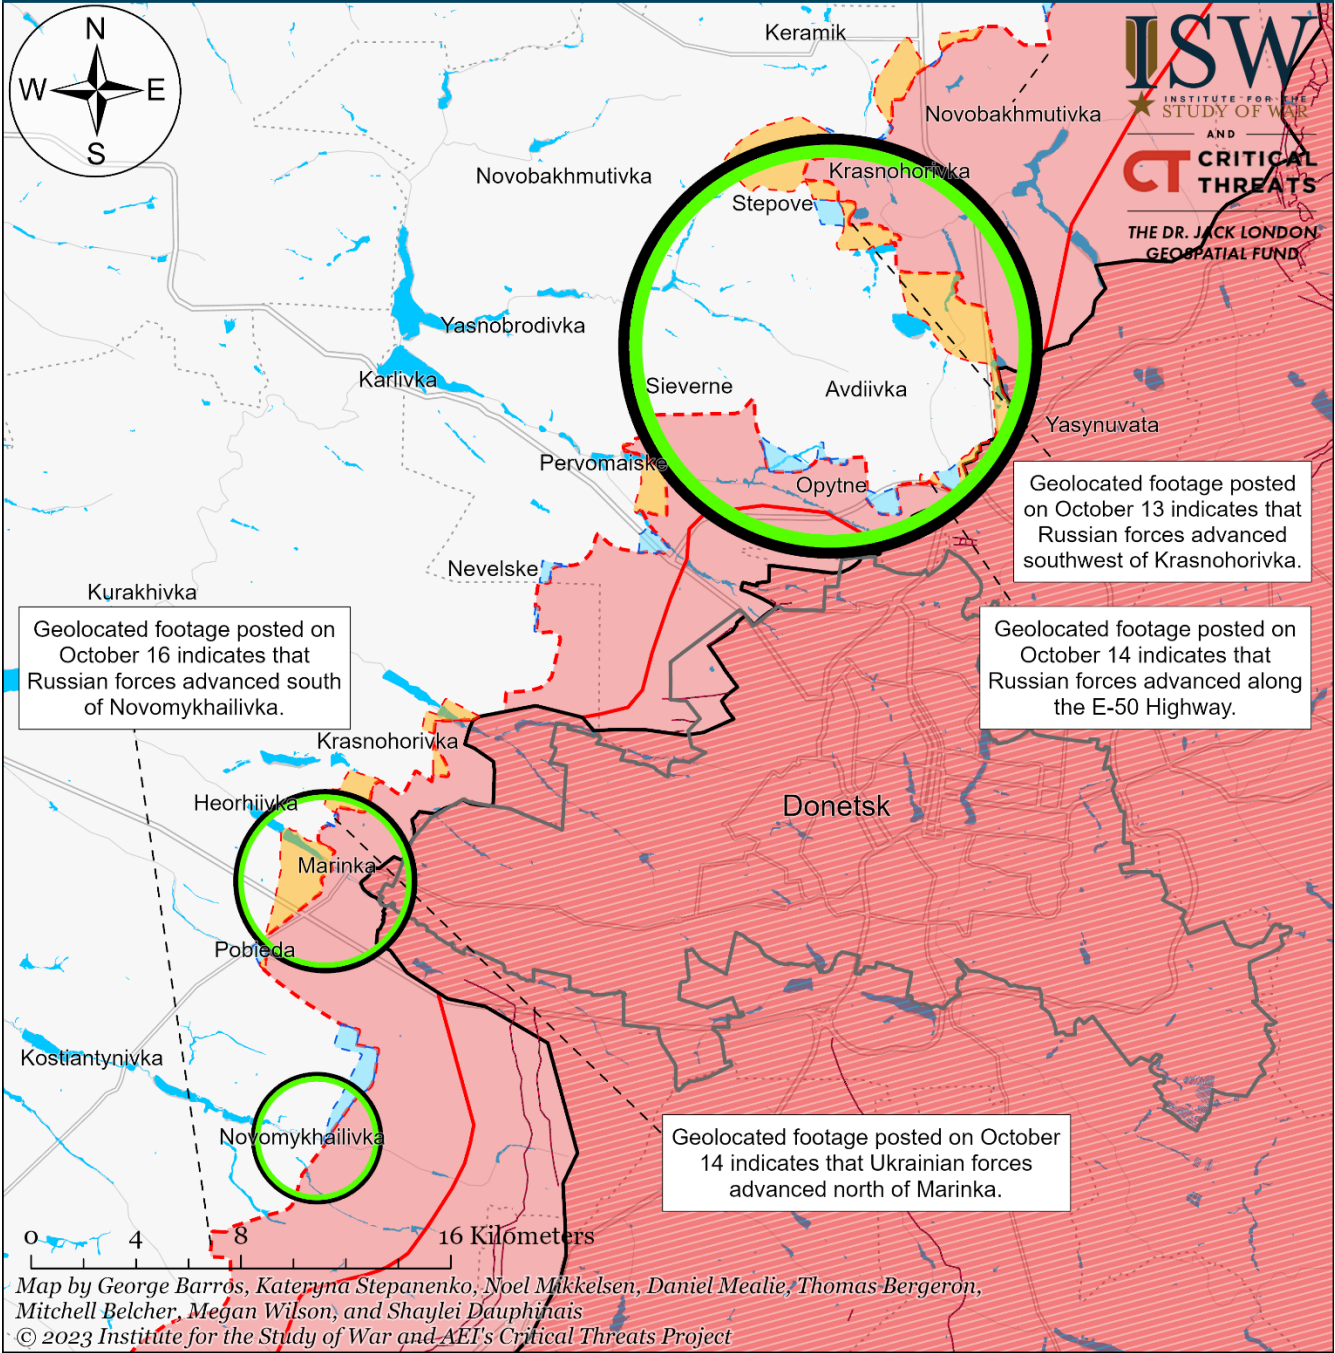 N
W
E
S
Keramik
ISW
INSTITUTE FOR THE
STUDY OF WAR
AND
CT CRITICAL
THREATS
THE DR. JACK LONDON
GEOSPATIAL FUND
Novobakhmutivka
Novobakhmutivka
Krasnohorivka
Stepove
Yasnobrodivka
Karlivka
Sieverne
Avdiivka
Yasynuvata
Pervomaiske
Opytne
Geolocated footage posted
on October 13 indicates that
Russian forces advanced
southwest of Krasnohorivka.
Nevelske
Kurakhivka
Geolocated footage posted on
October 16 indicates that
Russian forces advanced south
of Novomykhailivka.
Geolocated footage posted on
October 14 indicates that
Russian forces advanced along
the E-50 Highway.
Krasnohorivka
Heorhiivka
Donetsk
Marinka
Pobieda
Kostiantynivka
Novomykhailivka
Geolocated footage posted on October
14 indicates that Ukrainian forces
advanced north of Marinka.
0 4 8 16 Kilometers
Map by George Barros, Kateryna Stepanenko, Noel Mikkelsen, Daniel Mealie, Thomas Bergeron,
Mitchell Belcher, Megan Wilson, and Shaylei Dauphinais
© 2023 Institute for the Study of War and AEI's Critical Threats Project